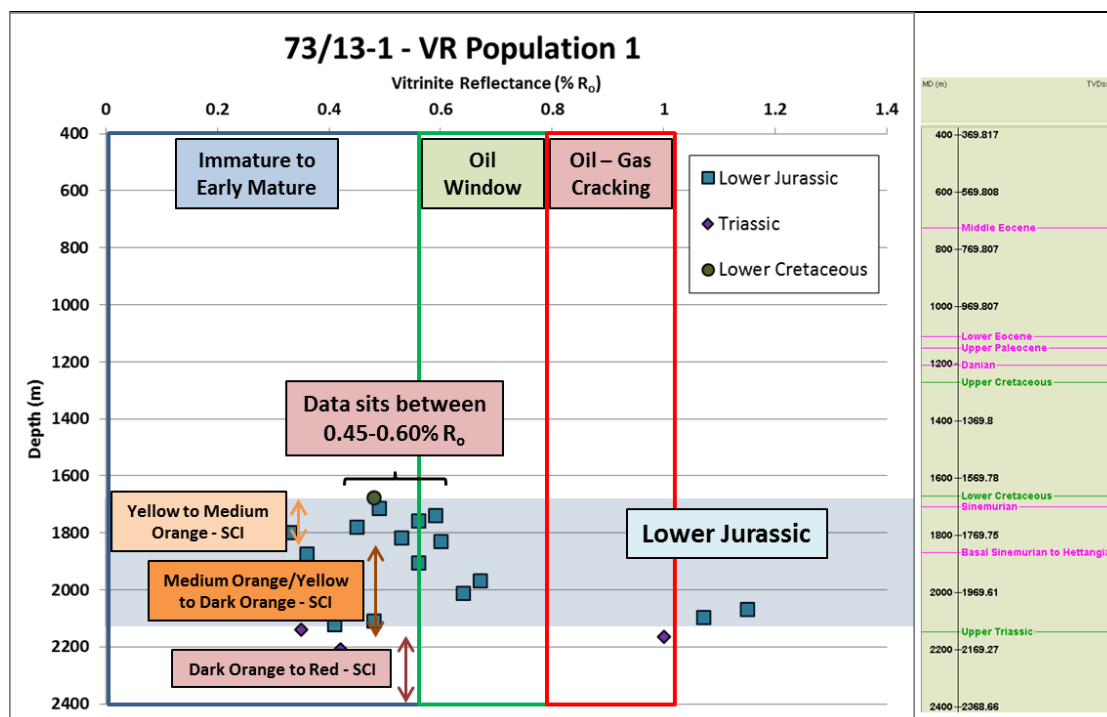 73/13-1 - VR Population 1
Vitrinite Reflectance (% Ro)
0 0.2 0.4 0.6 0.8 1 1.2 1.4
Depth (m)
400
600
800
1000
1200
1400
1600
1800
2000
2200
2400
Immature to
Early Mature
Oil
Window
Oil – Gas
Cracking
Lower Jurassic
Triassic
Lower Cretaceous
Data sits between
0.45-0.60% Ro
Yellow to Medium
Orange - SCI
Lower Jurassic
Medium Orange/Yellow
to Dark Orange - SCI
Dark Orange to Red - SCI
MD (m) TVDss
400 369.817
600 569.808
Middle Eocene
800 769.807
1000 969.807
Lower Eocene
Upper Paleocene
1200 Danian
Upper Cretaceous
1400 1369.8
1600 1569.78
Lower Cretaceous
Sinemurian
1800 1769.75
Basal Sinemurian to Hettangia
2000 1969.61
Upper Triassic
2200 2169.27
2400 2368.66